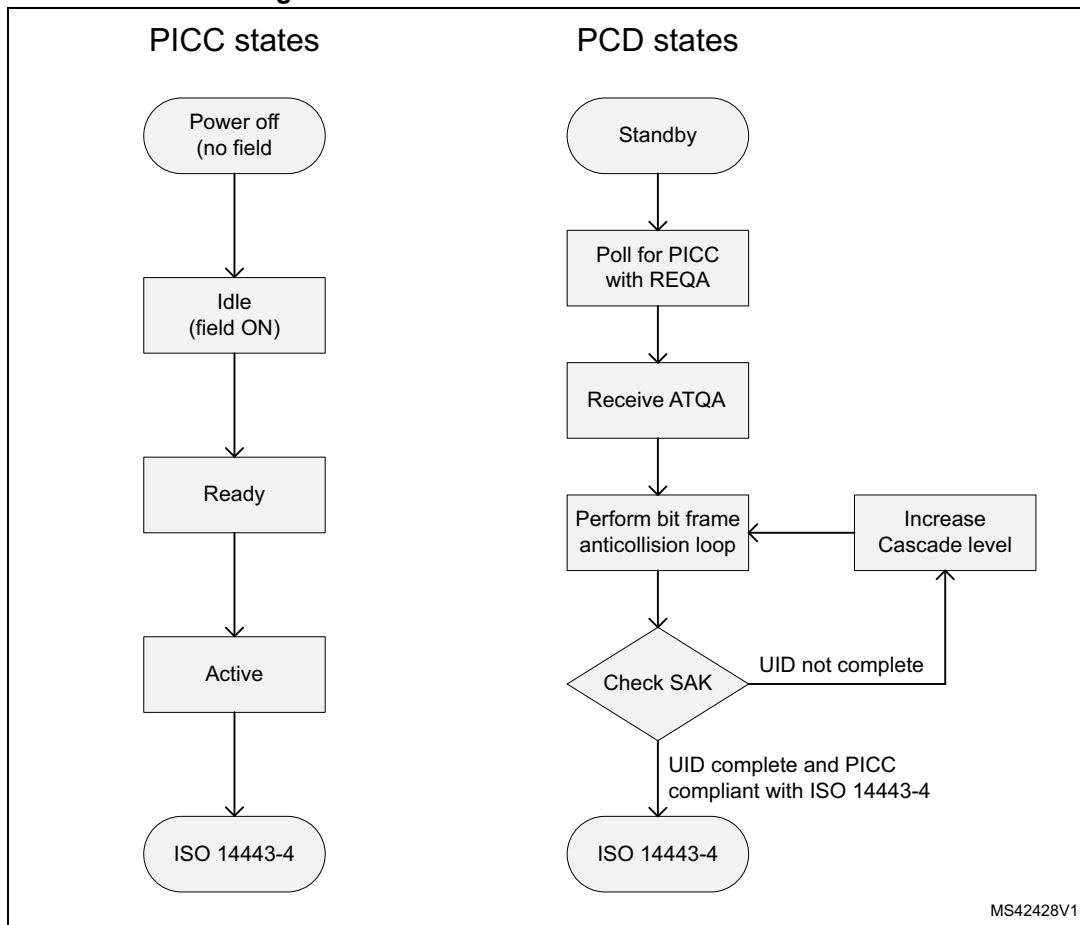 PICC states
PCD states
Power off
(no field
Standby
Poll for PICC
with REQA
Idle
(field ON)
Receive ATQA
Ready
Perform bit frame
anticollision loop
Increase
Cascade level
Active
Check SAK
UID not complete
UID complete and PICC
compliant with ISO 14443-4
ISO 14443-4
ISO 14443-4
MS42428V1